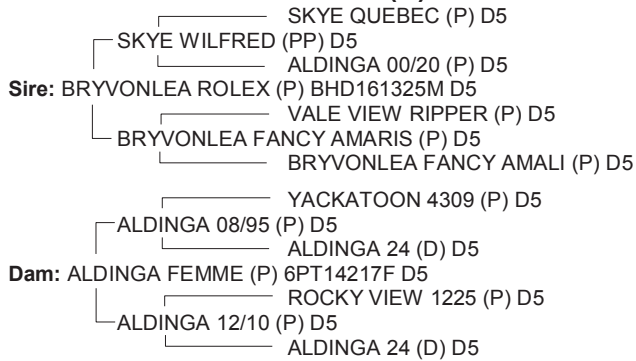 SKYE QUEBEC (P) D5
SKYE WILFRED (PP) D5
ALDINGA 00/20 (P) D5
Sire: BRYVONLEA ROLEX (P) BHD161325M D5
VALE VIEW RIPPER (P) D5
BRYVONLEA FANCY AMARIS (P) D5
BRYVONLEA FANCY AMALI (P) D5
YACKATOON 4309 (P) D5
ALDINGA 08/95 (P) D5
ALDINGA 24 (D) D5
Dam: ALDINGA FEMME (P) 6PT14217F D5
ROCKY VIEW 1225 (P) D5
ALDINGA 12/10 (P) D5
ALDINGA 24 (D) D5